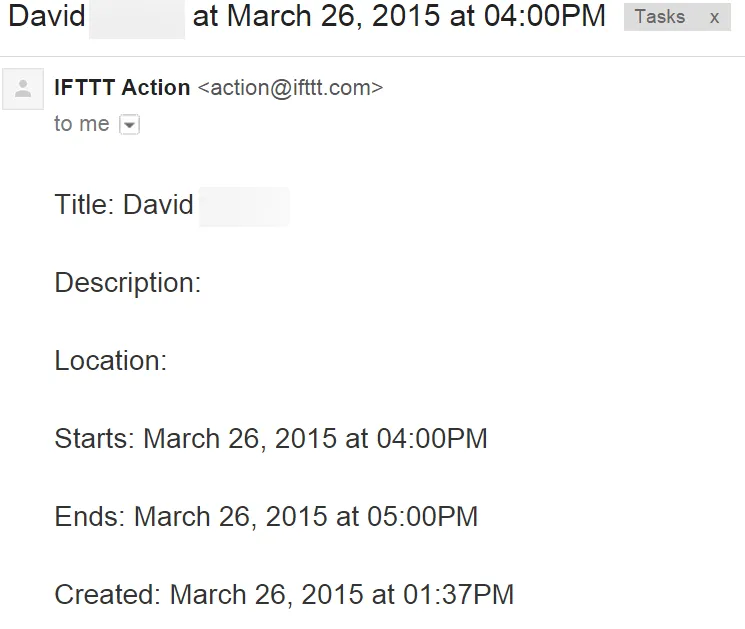 David at March 26, 2015 at 04:00PM Tasks x
IFTTT Action <action@ifttt.com>
to me
Title: David
Description:
Location:
Starts: March 26, 2015 at 04:00PM
Ends: March 26, 2015 at 05:00PM
Created: March 26, 2015 at 01:37PM